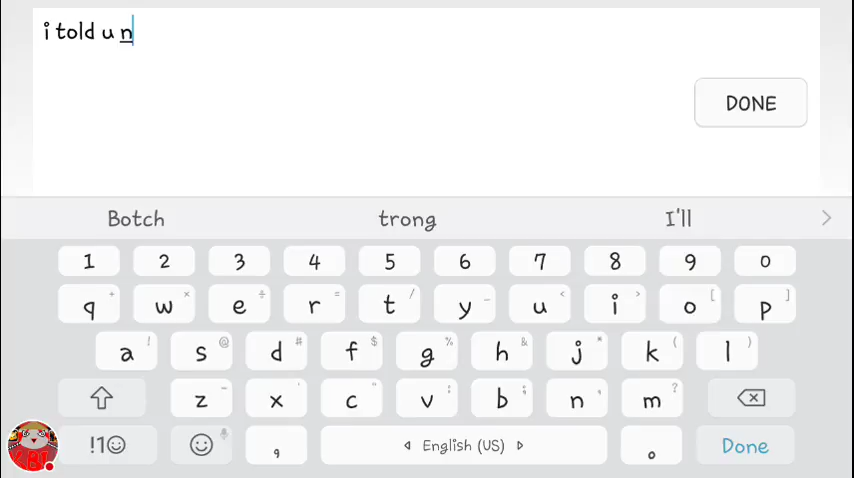 i told u n
DONE
Botch trong I'll >
1 2 3 4 5 6 7 8 9 0
q + w × e ÷ r = t / y _ u < i > o [ p ]
a ! s @ d # f $ g % h & j * k ( l )
z - x ' c " v : b ; n , m ?
!1☺ , English (US) . Done